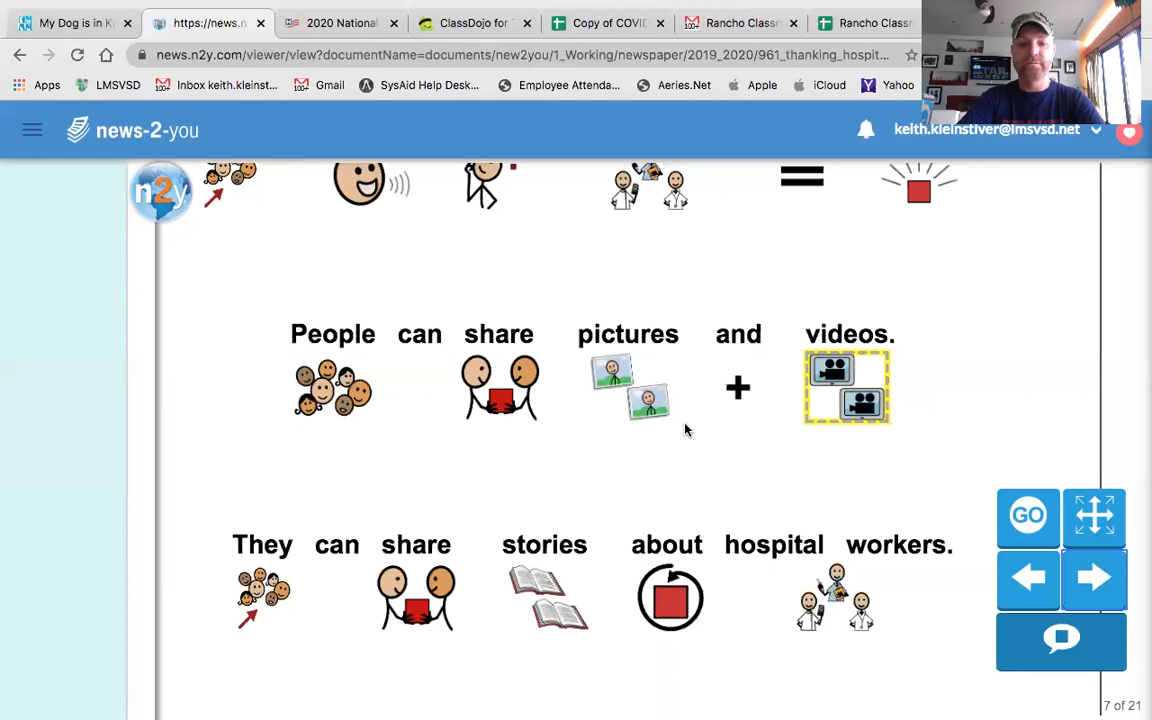 My Dog is in K
https://news.n
2020 National
ClassDojo for
Copy of COVI
Rancho Classr
Rancho Classr
news.n2y.com/viewer/view?documentName=documents/new2you/1_Working/newspaper/2019_2020/961_thanking_hospit...
Apps
LMSVSD
Inbox keith.kleinst...
Gmail
SysAid Help Desk...
Employee Attenda...
Aeries.Net
Apple
iCloud
Yahoo
news-2-you
keith.kleinstiver@lmsvsd.net
n2y
People can share pictures and videos.
They can share stories about hospital workers.
GO
7 of 21